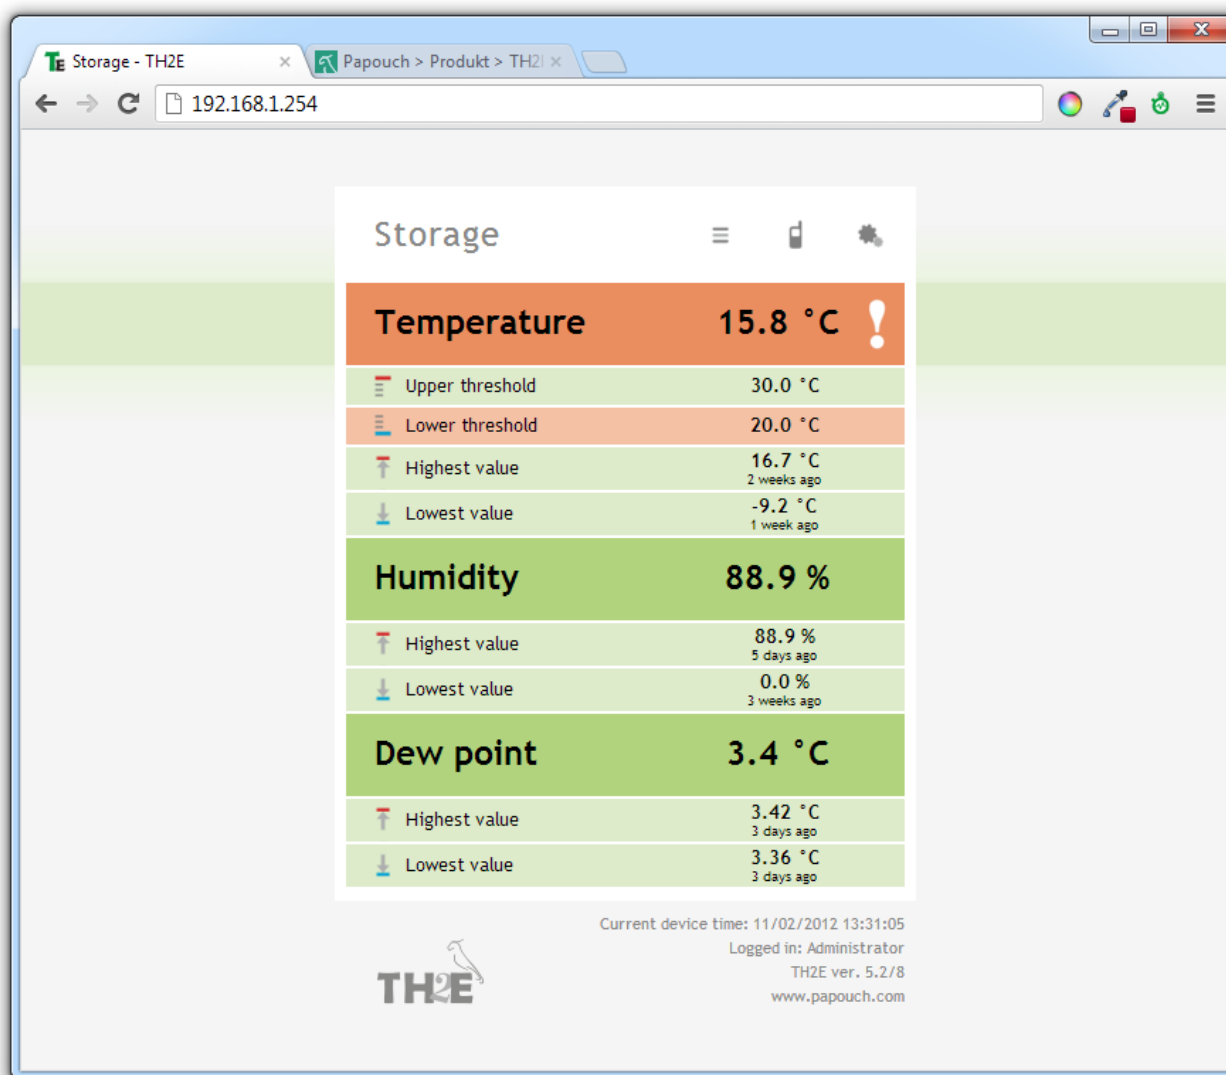 Storage - TH2E
Papouch > Produkt > TH2
192.168.1.254
Storage
Temperature 15.8 °C
Upper threshold 30.0 °C
Lower threshold 20.0 °C
Highest value 16.7 °C
2 weeks ago
Lowest value -9.2 °C
1 week ago
Humidity 88.9 %
Highest value 88.9 %
5 days ago
Lowest value 0.0 %
3 weeks ago
Dew point 3.4 °C
Highest value 3.42 °C
3 days ago
Lowest value 3.36 °C
3 days ago
Current device time: 11/02/2012 13:31:05
Logged in: Administrator
TH2E ver. 5.2/8
www.papouch.com
TH2E